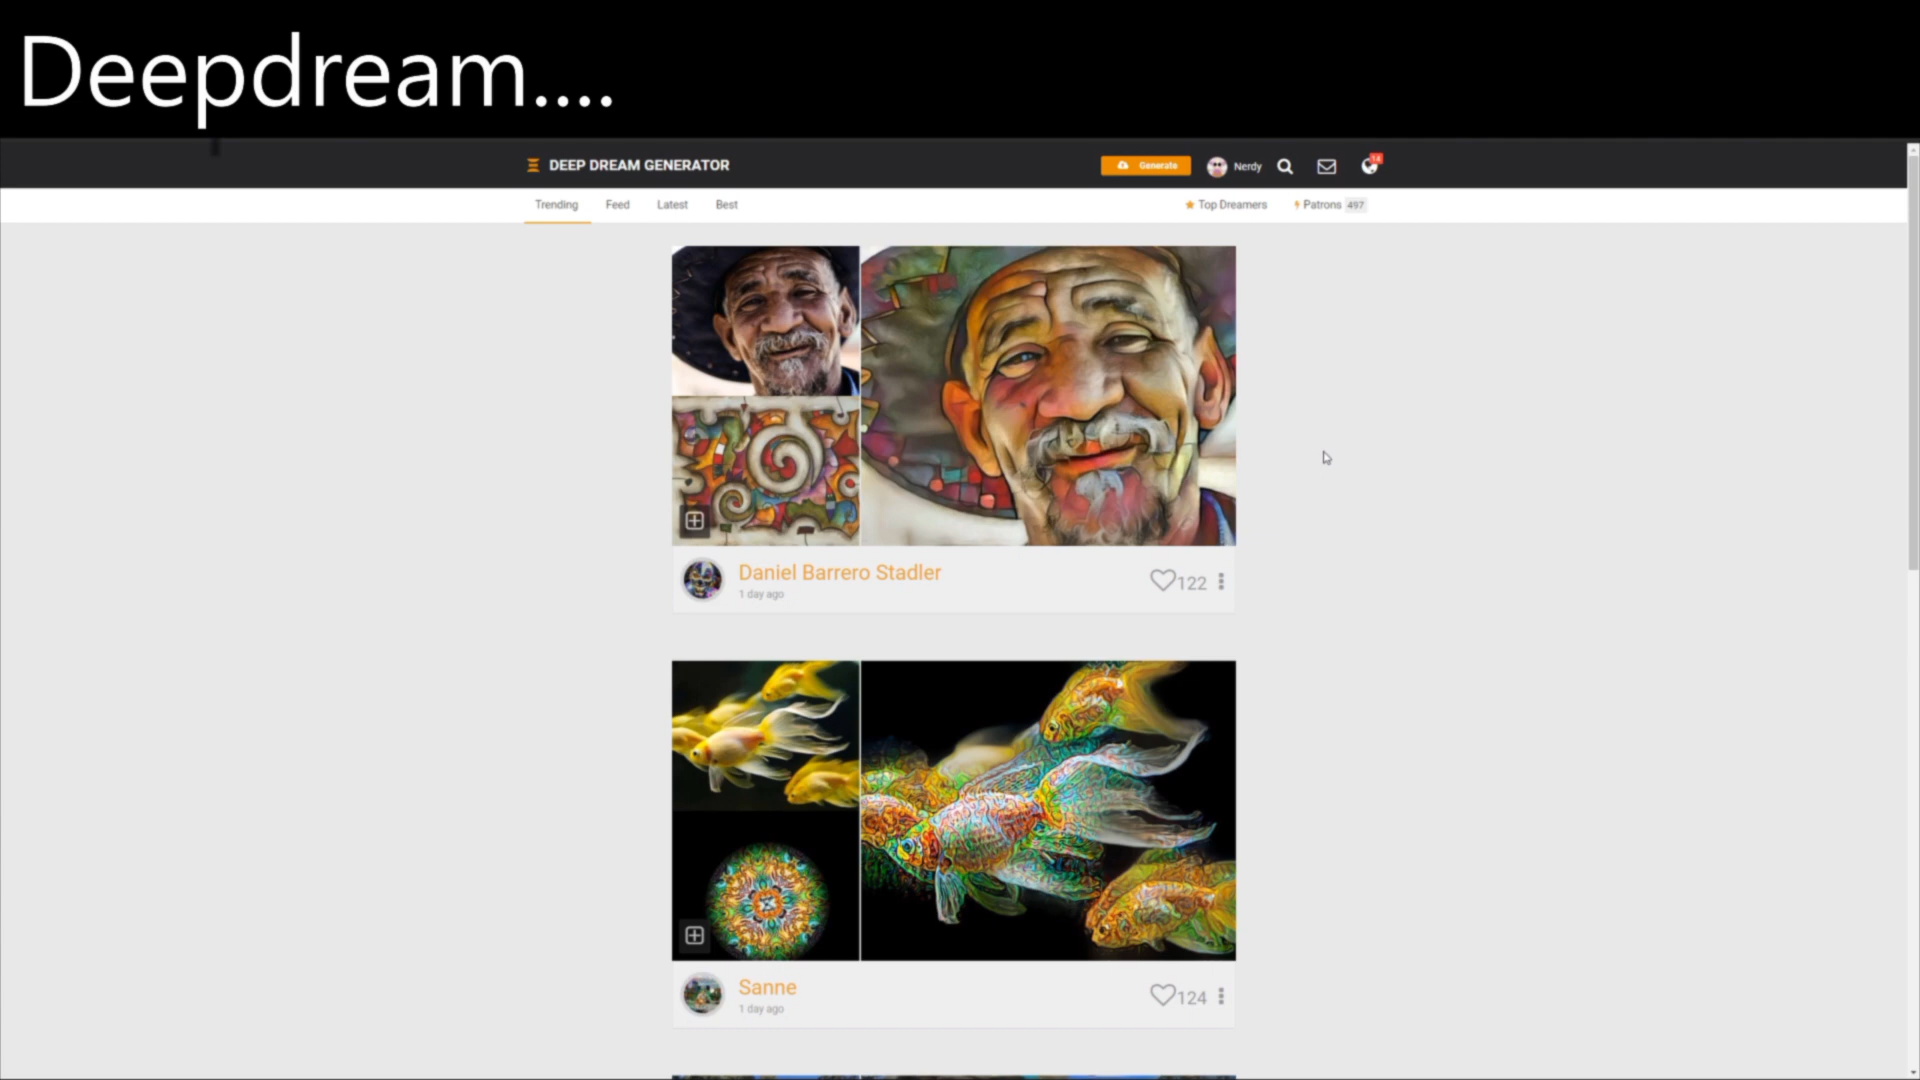 Deepdream....
DEEP DREAM GENERATOR
Generate
Nerdy
14
Trending
Feed
Latest
Best
Top Dreamers
Patrons 497
Daniel Barrero Stadler
1 day ago
122
Sanne
1 day ago
124